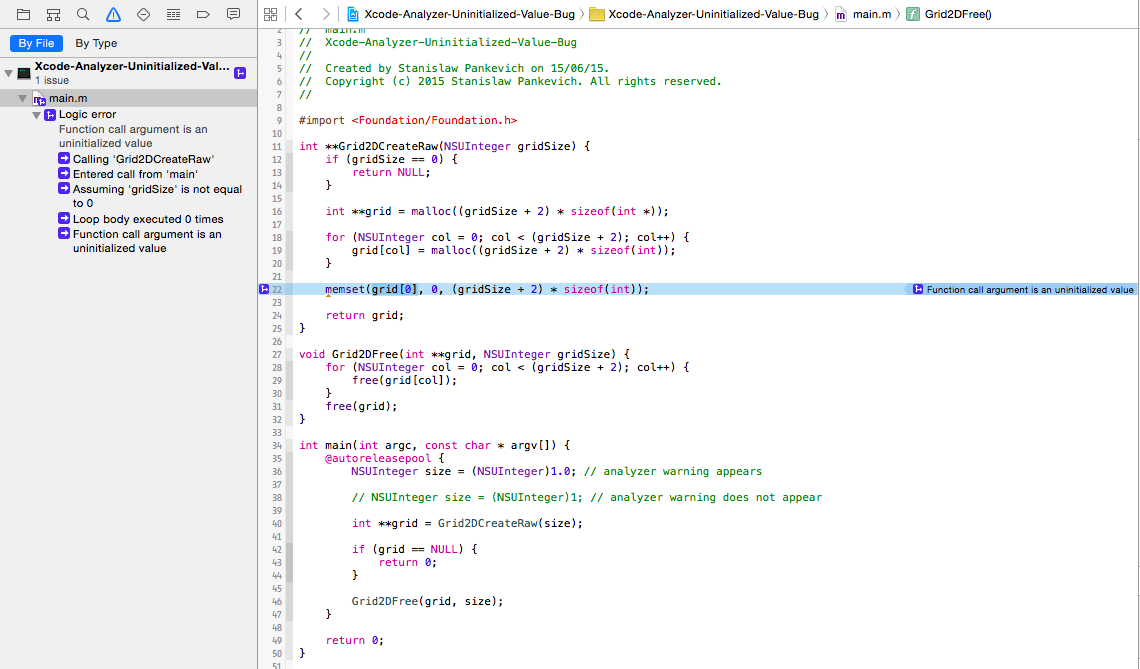 Xcode-Analyzer-Uninitialized-Value-Bug
Xcode-Analyzer-Uninitialized-Value-Bug
main.m
Grid2DFree()
By File
By Type
Xcode-Analyzer-Uninitialized-Val...
1 issue
main.m
Logic error
Function call argument is an
uninitialized value
Calling 'Grid2DCreateRaw'
Entered call from 'main'
Assuming 'gridSize' is not equal
to 0
Loop body executed 0 times
Function call argument is an
uninitialized value
2 // main.m
3 // Xcode-Analyzer-Uninitialized-Value-Bug
4 //
5 // Created by Stanislaw Pankevich on 15/06/15.
6 // Copyright (c) 2015 Stanislaw Pankevich. All rights reserved.
7 //
8
9 #import <Foundation/Foundation.h>
10
11 int **Grid2DCreateRaw(NSUInteger gridSize) {
12 if (gridSize == 0) {
13 return NULL;
14 }
15
16 int **grid = malloc((gridSize + 2) * sizeof(int *));
17
18 for (NSUInteger col = 0; col < (gridSize + 2); col++) {
19 grid[col] = malloc((gridSize + 2) * sizeof(int));
20 }
21
22 memset(grid[0], 0, (gridSize + 2) * sizeof(int)); Function call argument is an uninitialized value
23
24 return grid;
25 }
26
27 void Grid2DFree(int **grid, NSUInteger gridSize) {
28 for (NSUInteger col = 0; col < (gridSize + 2); col++) {
29 free(grid[col]);
30 }
31 free(grid);
32 }
33
34 int main(int argc, const char * argv[]) {
35 @autoreleasepool {
36 NSUInteger size = (NSUInteger)1.0; // analyzer warning appears
37
38 // NSUInteger size = (NSUInteger)1; // analyzer warning does not appear
39
40 int **grid = Grid2DCreateRaw(size);
41
42 if (grid == NULL) {
43 return 0;
44 }
45
46 Grid2DFree(grid, size);
47 }
48
49 return 0;
50 }
51